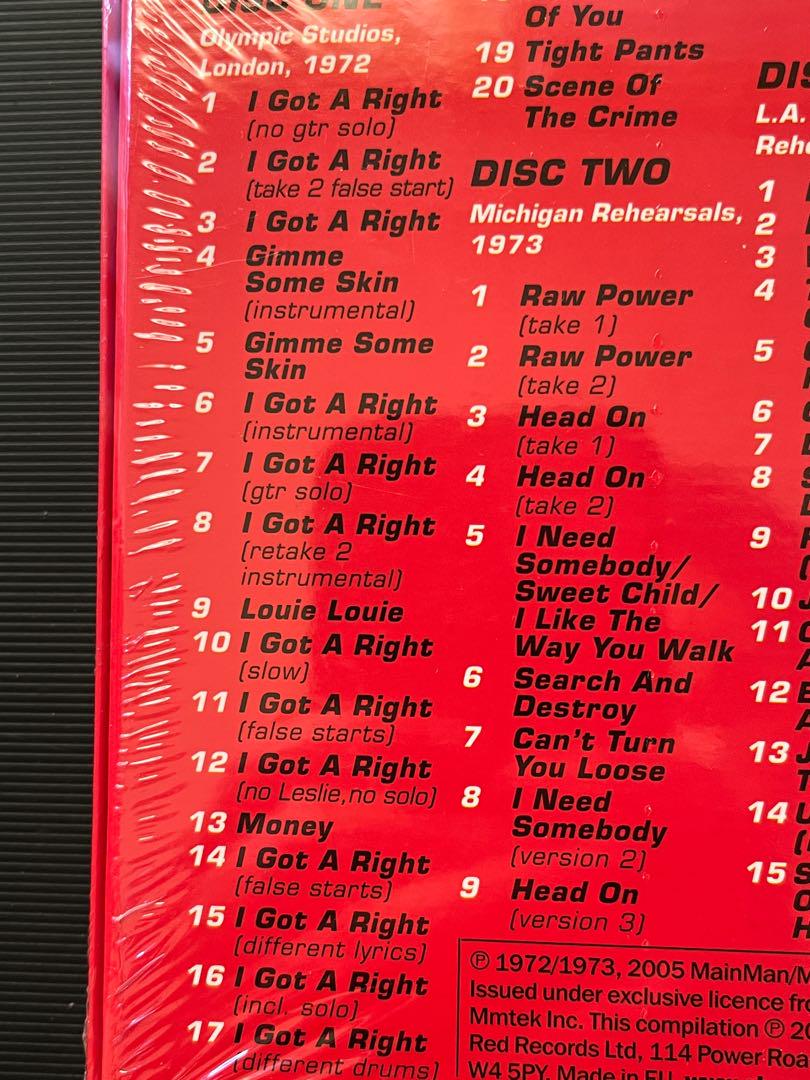 DISC ONE
Olympic Studios,
London, 1972
1 I Got A Right
(no gtr solo)
2 I Got A Right
(take 2 false start)
3 I Got A Right
4 Gimme
Some Skin
(instrumental)
5 Gimme Some
Skin
6 I Got A Right
(instrumental)
7 I Got A Right
(gtr solo)
8 I Got A Right
(retake 2
instrumental)
9 Louie Louie
10 I Got A Right
(slow)
11 I Got A Right
(false starts)
12 I Got A Right
(no Leslie,no solo)
13 Money
14 I Got A Right
(false starts)
15 I Got A Right
(different lyrics)
16 I Got A Right
(incl. solo)
17 I Got A Right
(different drums)
Of You
19 Tight Pants
20 Scene Of
The Crime
DISC TWO
Michigan Rehearsals,
1973
1 Raw Power
(take 1)
2 Raw Power
(take 2)
3 Head On
(take 1)
4 Head On
(take 2)
5 I Need
Somebody/
Sweet Child/
I Like The
Way You Walk
6 Search And
Destroy
7 Can't Turn
You Loose
8 I Need
Somebody
(version 2)
9 Head On
(version 3)
℗ 1972/1973, 2005 MainMan/M
Issued under exclusive licence fr
Mmtek Inc. This compilation ℗ 20
Red Records Ltd, 114 Power Roa
W4 5PY. Made in EU.
DIS
L.A.
Rehe
1
2
3
4
5
6
7
8
9
10
11
12
13
14
15